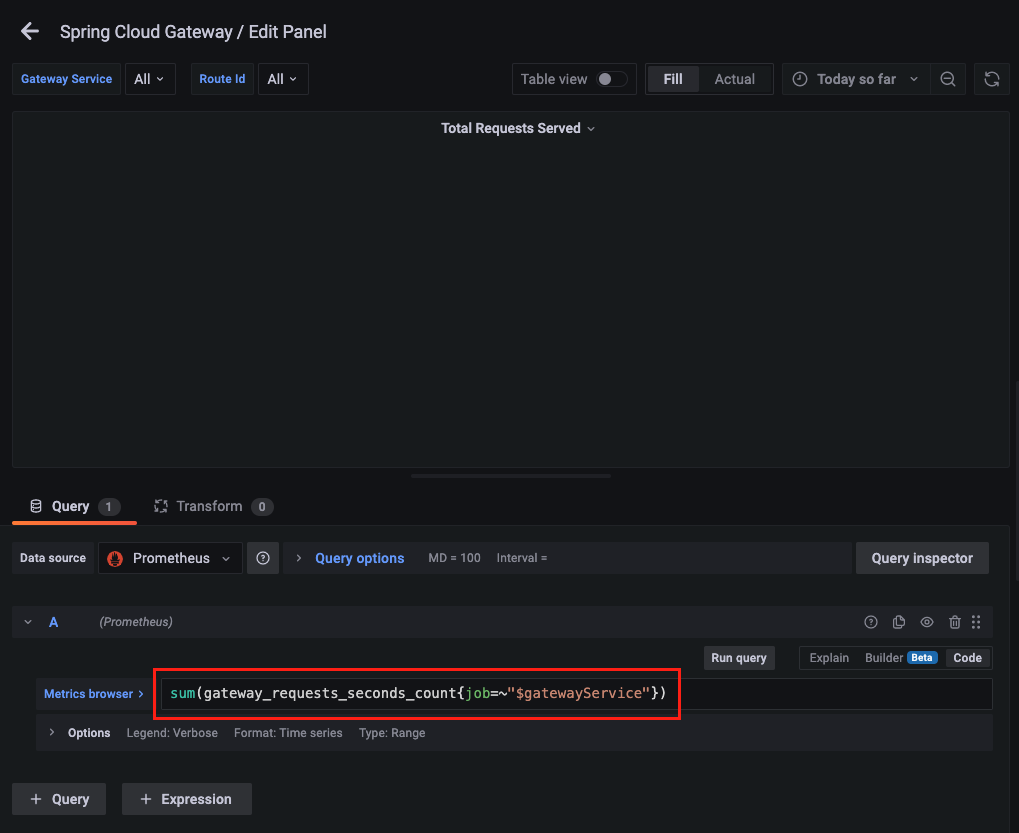 Spring Cloud Gateway / Edit Panel
Gateway Service All Route Id All Table view Fill Actual Today so far
Total Requests Served
Query 1 Transform 0
Data source Prometheus Query options MD = 100 Interval = Query inspector
A (Prometheus)
Run query Explain Builder Beta Code
Metrics browser > sum(gateway_requests_seconds_count{job=~"$gatewayService"})
> Options Legend: Verbose Format: Time series Type: Range
+ Query + Expression